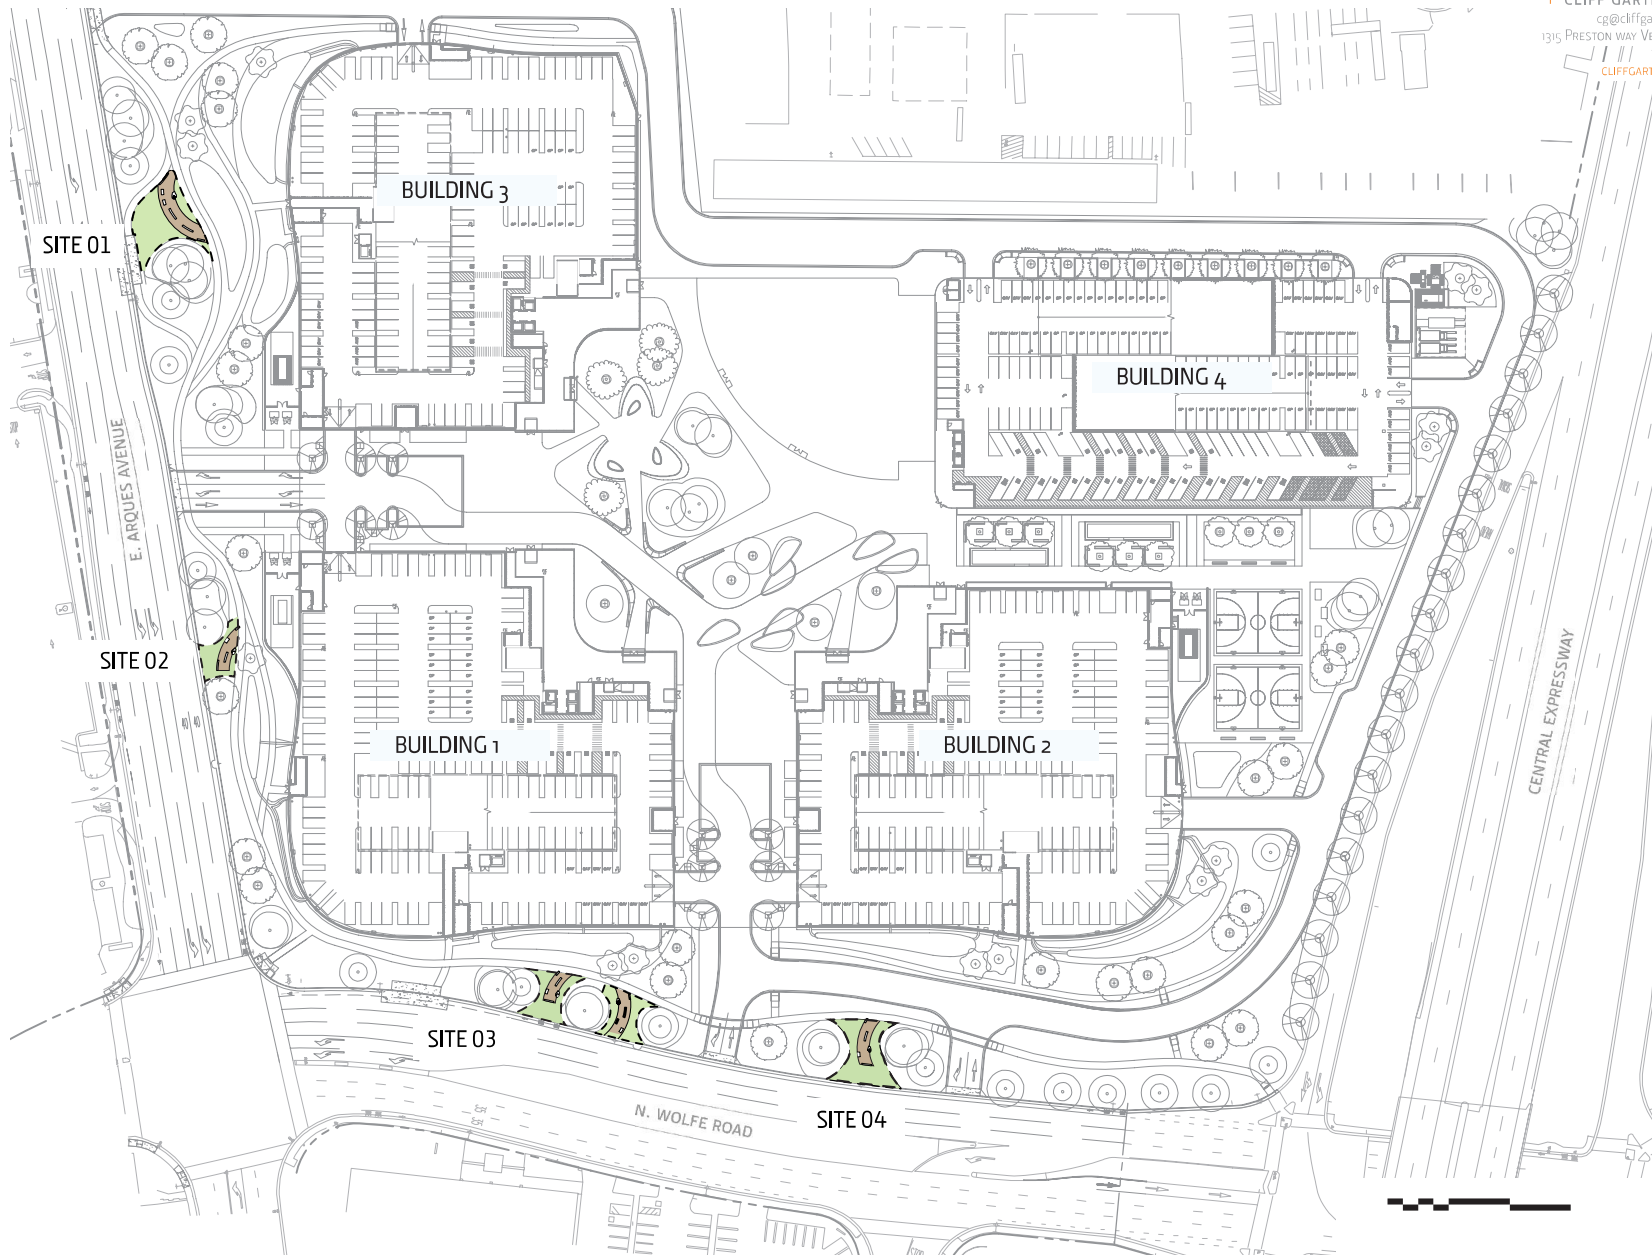 cg@cliffga
1315 PRESTON WAY VE
CLIFFGART
BUILDING 3
SITE 01
BUILDING 4
E. ARQUES AVENUE
SITE 02
CENTRAL EXPRESSWAY
BUILDING 1
BUILDING 2
SITE 03
N. WOLFE ROAD
SITE 04